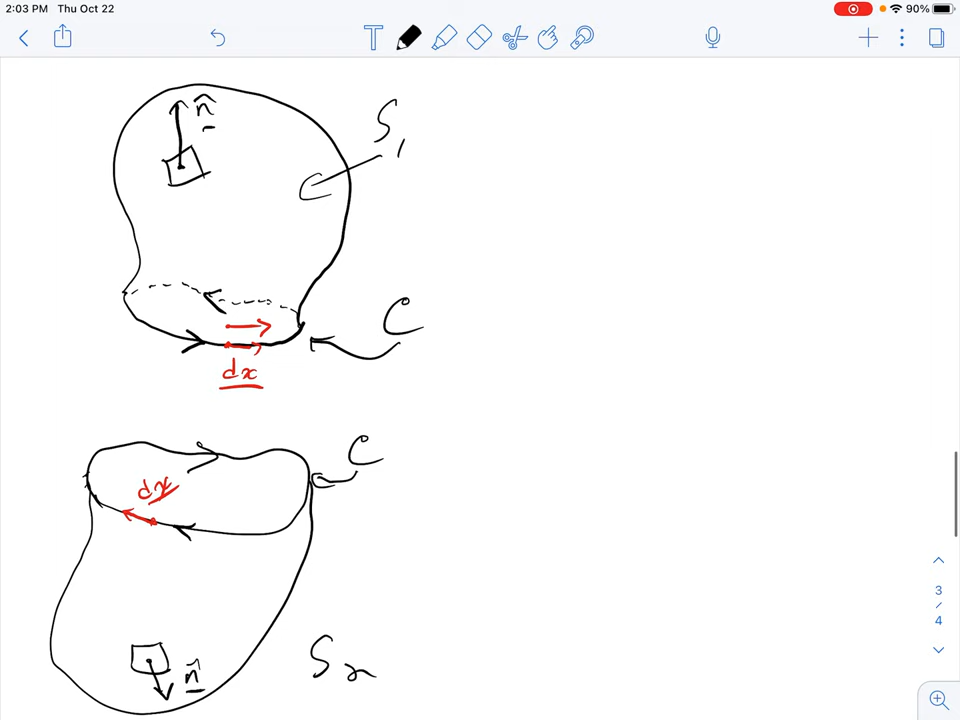 2:03 PM Thu Oct 22
90%
T
n̂
S₁
C
dx
C
dx
n̂
S₂
3
/
4